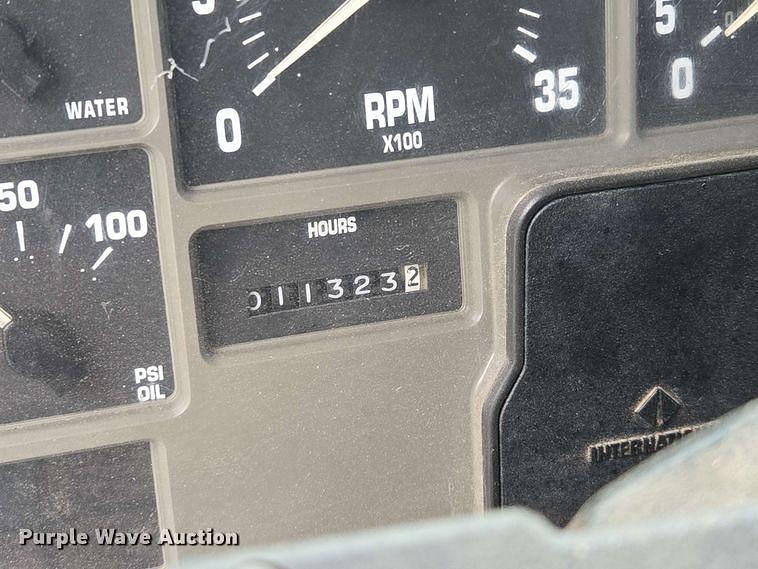 WATER
0
RPM
X100
35
5
0
50
100
PSI
OIL
HOURS
0113232
Purple Wave Auction